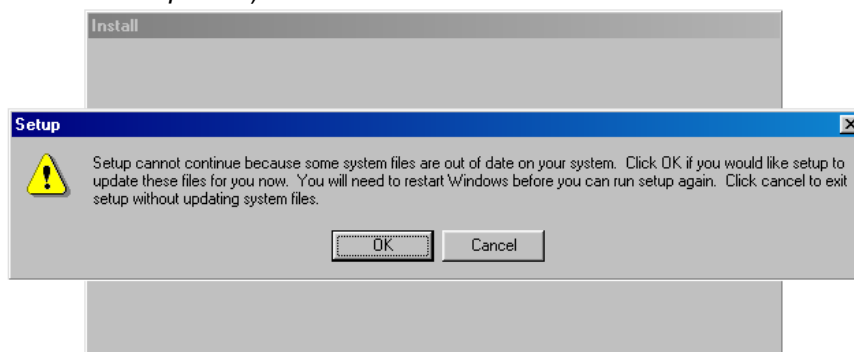 Install
Setup
Setup cannot continue because some system files are out of date on your system. Click OK if you would like setup to
update these files for you now. You will need to restart Windows before you can run setup again. Click cancel to exit
setup without updating system files.
OK
Cancel